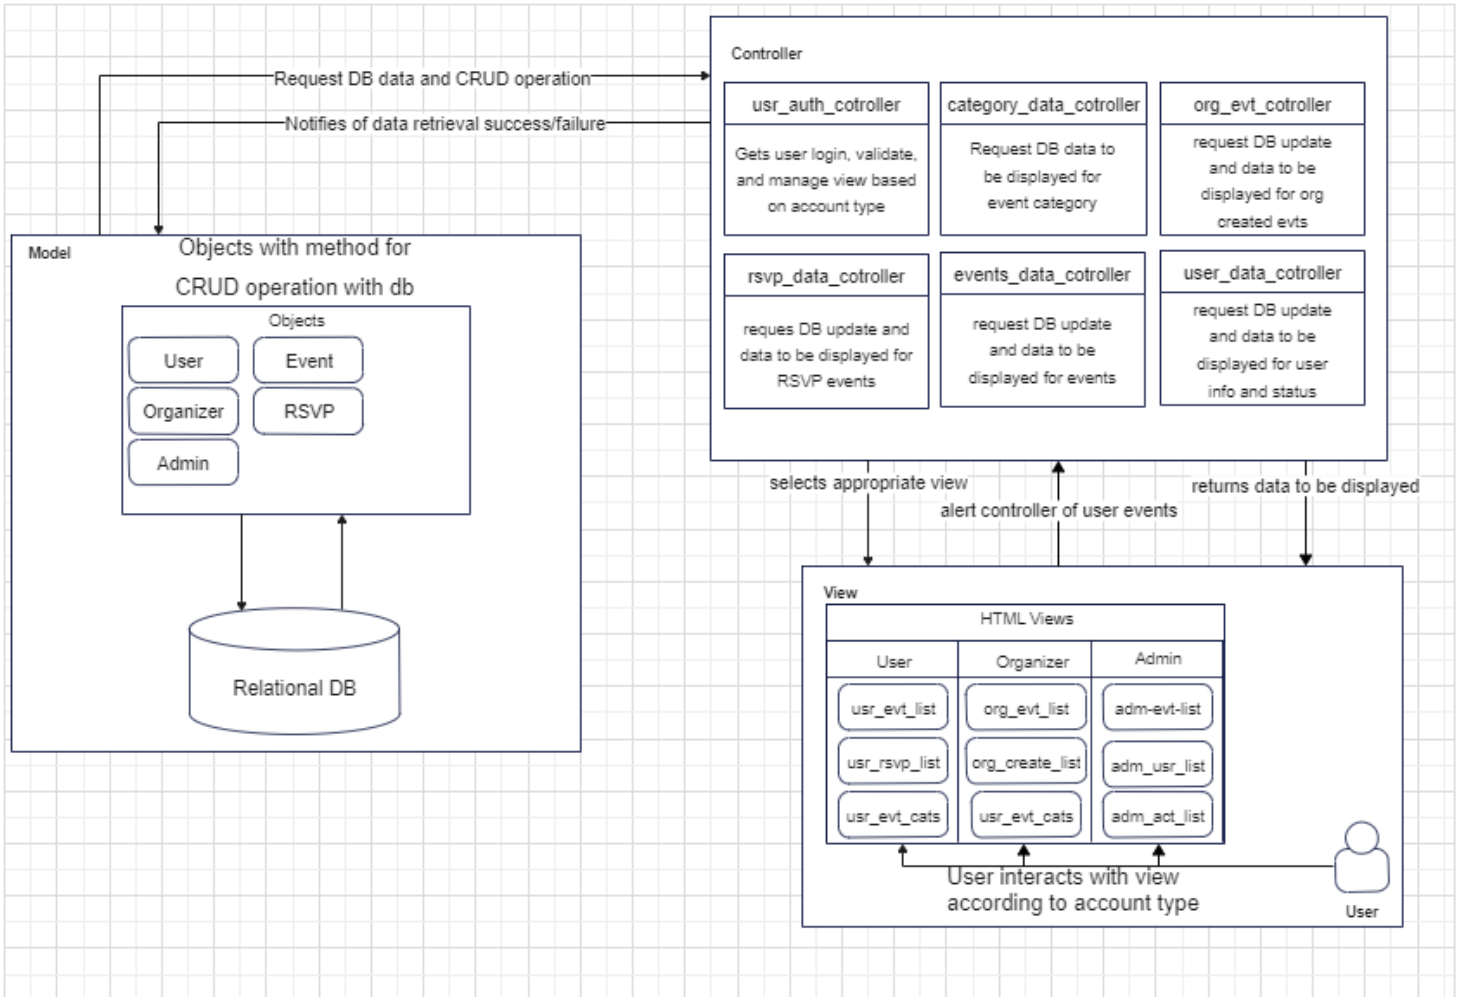 Controller
Request DB data and CRUD operation
Notifies of data retrieval success/failure
usr_auth_cotroller
Gets user login, validate,
and manage view based
on account type
category_data_cotroller
Request DB data to
be displayed for
event category
org_evt_cotroller
request DB update
and data to be
displayed for org
created evts
rsvp_data_cotroller
reques DB update and
data to be displayed for
RSVP events
events_data_cotroller
request DB update
and data to be
displayed for events
user_data_cotroller
request DB update
and data to be
displayed for user
info and status
Model
Objects with method for
CRUD operation with db
Objects
User
Event
Organizer
RSVP
Admin
Relational DB
selects appropriate view
alert controller of user events
returns data to be displayed
View
HTML Views
User
Organizer
Admin
usr_evt_list
org_evt_list
adm-evt-list
usr_rsvp_list
org_create_list
adm_usr_list
usr_evt_cats
usr_evt_cats
adm_act_list
User interacts with view
according to account type
User